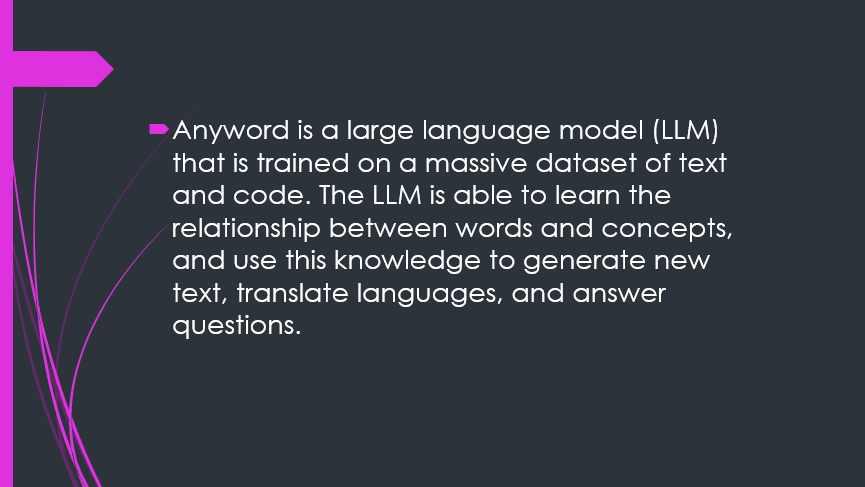 Anyword is a large language model (LLM)
that is trained on a massive dataset of text
and code. The LLM is able to learn the
relationship between words and concepts,
and use this knowledge to generate new
text, translate languages, and answer
questions.